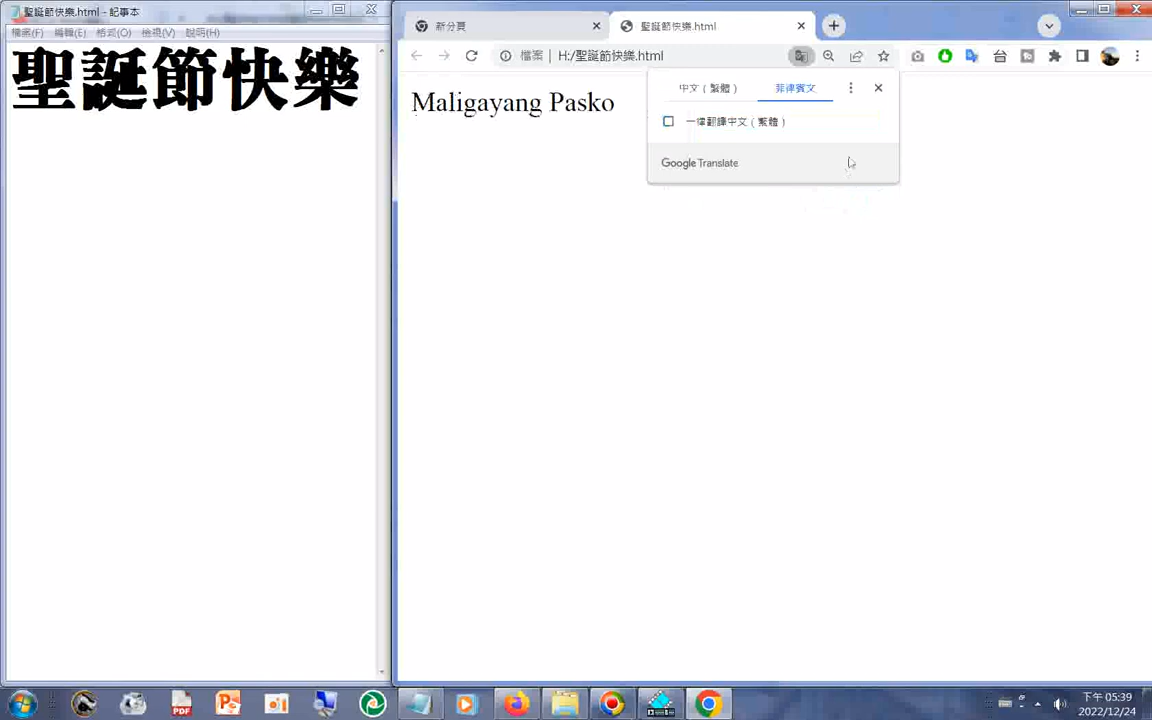 聖誕節快樂.html - 記事本
檔案(F) 編輯(E) 格式(O) 檢視(V) 說明(H)
聖誕節快樂
新分頁
聖誕節快樂.html
檔案 H:/聖誕節快樂.html
中文（繁體） 菲律賓文
一律翻譯中文（繁體）
Google Translate
Maligayang Pasko
下午 05:39
2022/12/24